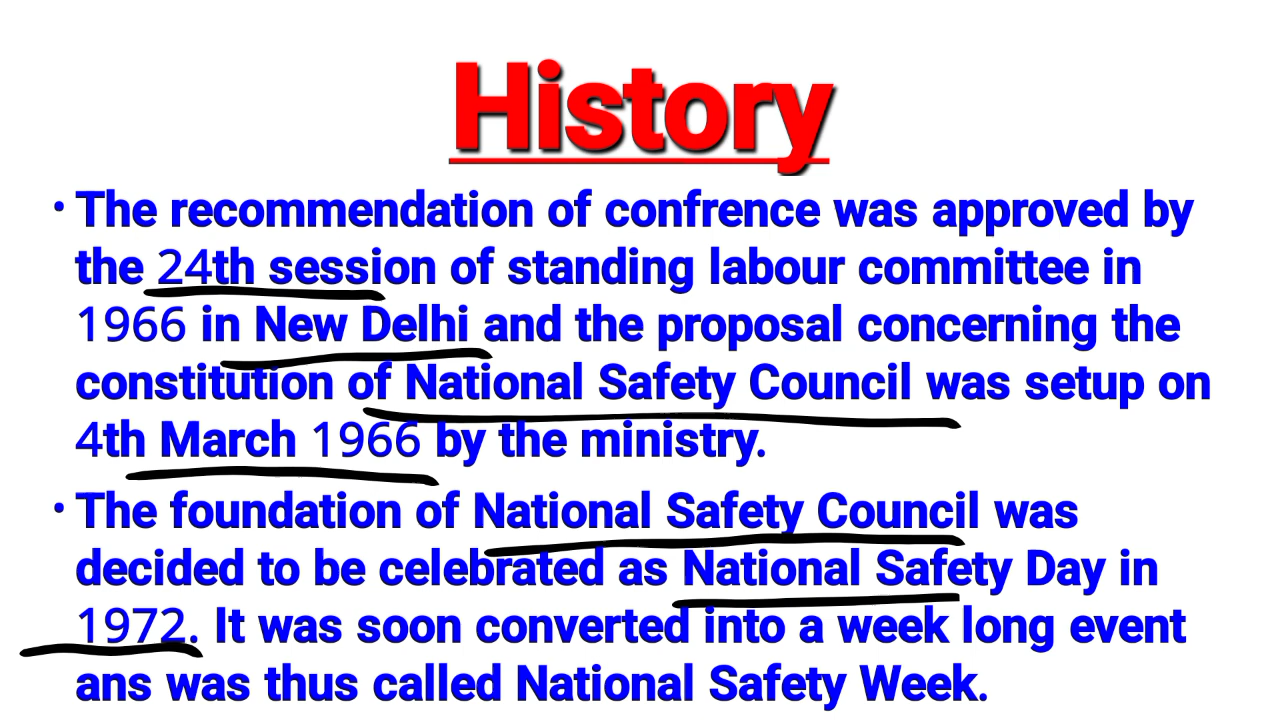 History
• The recommendation of confrence was approved by
the 24th session of standing labour committee in
1966 in New Delhi and the proposal concerning the
constitution of National Safety Council was setup on
4th March 1966 by the ministry.
• The foundation of National Safety Council was
decided to be celebrated as National Safety Day in
1972. It was soon converted into a week long event
ans was thus called National Safety Week.